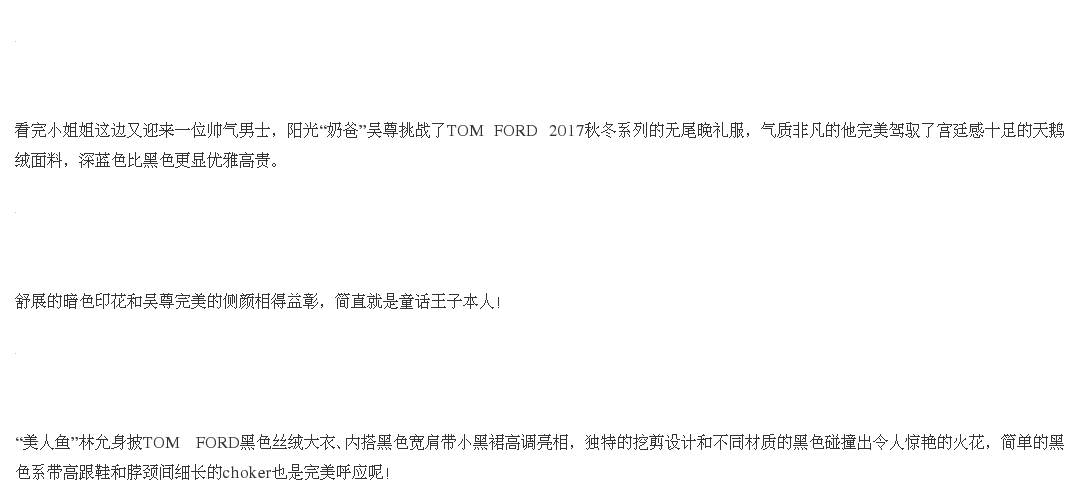 看完小姐姐这边又迎来一位帅气男士，阳光“奶爸”吴尊挑战了TOM FORD 2017秋冬系列的无尾晚礼服，气质非凡的他完美驾驭了宫廷感十足的天鹅
绒面料，深蓝色比黑色更显优雅高贵。
舒展的暗色印花和吴尊完美的侧颜相得益彰，简直就是童话王子本人！
“美人鱼”林允身披TOM FORD黑色丝绒大衣、内搭黑色宽肩带小黑裙高调亮相，独特的挖剪设计和不同材质的黑色碰撞出令人惊艳的火花，简单的黑
色系带高跟鞋和脖颈间细长的choker也是完美呼应呢！